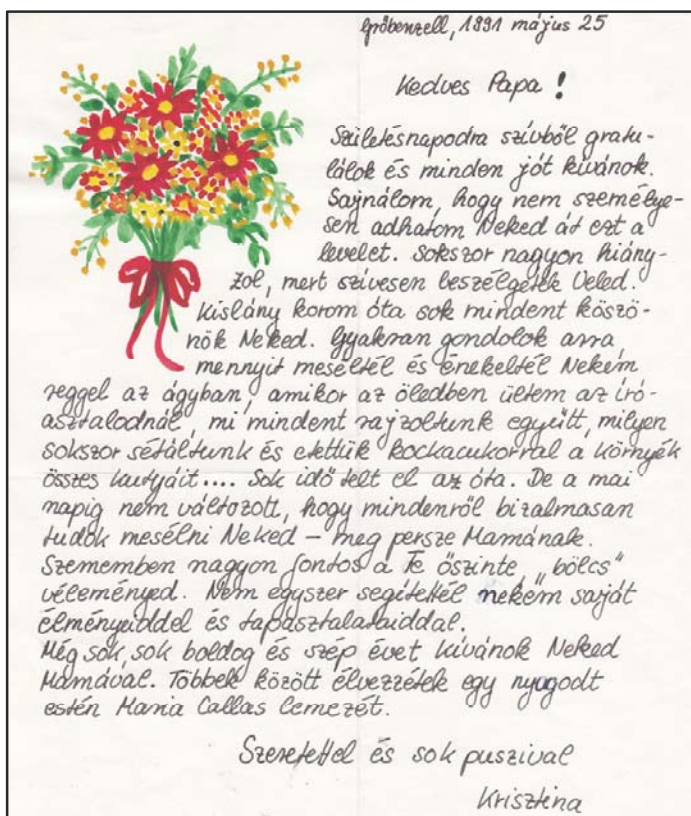 Gröbenzell, 1991 május 25
Kedves Papa !
Születésnapodra szívből gratu-
lálok és minden jót kívánok.
Sajnálom, hogy nem személye-
sen adhatom Neked át ezt a
levelet. Sokszor nagyon hiány-
zol, mert szívesen beszélgeték Veled.
Kislány korom óta sok mindent köszö-
nök Neked. Gyakran gondolok arra,
mennyit meséltél és énekeltél Nekem
reggel az ágyban, amikor az öledben ültem az író-
asztalodnál, mi mindent rajzoltunk együtt, milyen
sokszor sétáltunk és etettük kockacukorral a környék
összes kutyáit.... Sok idő telt el az óta. De a mai
napig nem változott, hogy mindenről bizalmasan
tudok mesélni Neked – meg persze Mamának.
Szememben nagyon fontos a Te őszinte, "bölcs"
véleményed. Nem egyszer segítettél nekem saját
élményeiddel és tapasztalataiddal.
Még sok, sok boldog és szép évet kívánok Neked
Mamával. Többek között élvezzétek egy nyugodt
estén Maria Callas lemezét.
Szeretettel és sok puszival
Krisztina